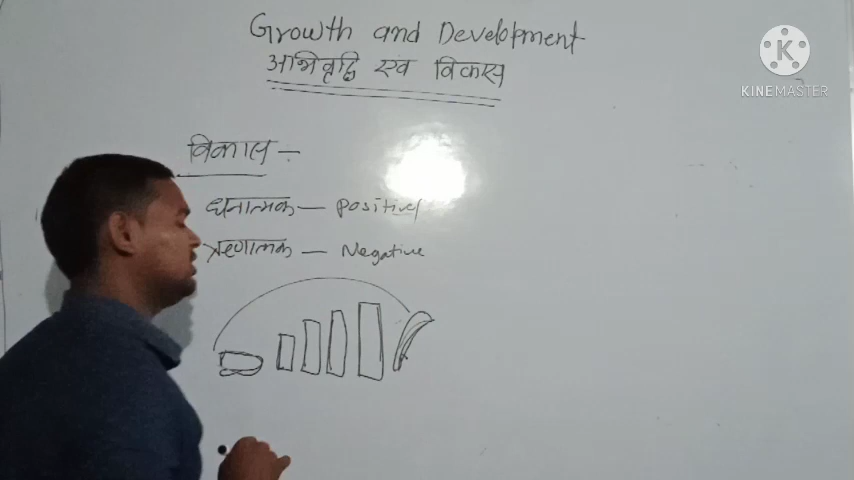 Growth and Development
अभिवृद्धि एवं विकास
विकास -
धनात्मक — Positive
ऋणात्मक — Negative
K
KINEMASTER